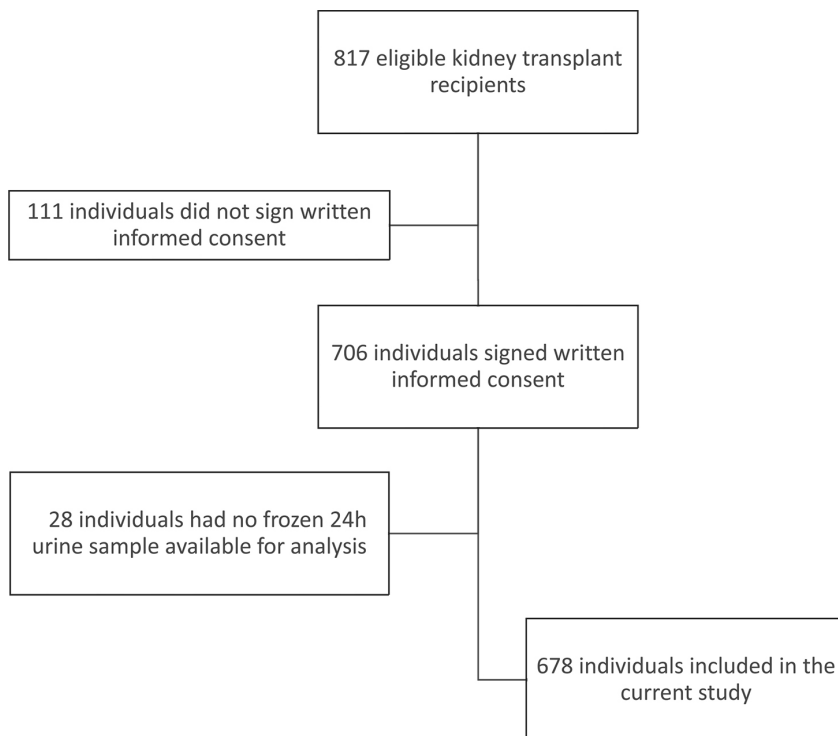 817 eligible kidney transplant
recipients
111 individuals did not sign written
informed consent
706 individuals signed written
informed consent
28 individuals had no frozen 24h
urine sample available for analysis
678 individuals included in the
current study